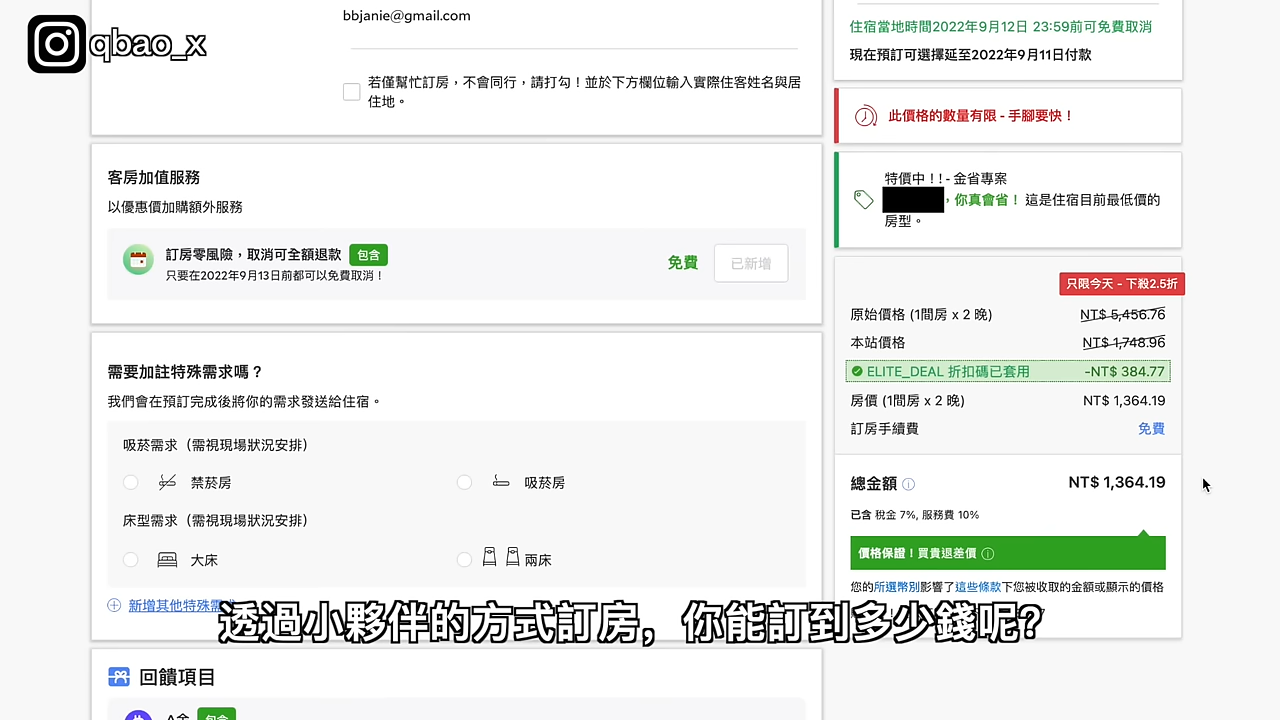 qbao_x
bbjanie@gmail.com
若僅幫忙訂房，不會同行，請打勾！並於下方欄位輸入實際住客姓名與居
住地。
客房加值服務
以優惠價加購額外服務
訂房零風險，取消可全額退款 包含
只要在2022年9月13日前都可以免費取消！
免費 已新增
需要加註特殊需求嗎？
我們會在預訂完成後將你的需求發送給住宿。
吸菸需求（需視現場狀況安排）
禁菸房 吸菸房
床型需求（需視現場狀況安排）
大床 兩床
新增其他特殊需
回饋項目
A金 包含
住宿當地時間2022年9月12日 23:59前可免費取消
現在預訂可選擇延至2022年9月11日付款
此價格的數量有限 - 手腳要快！
特價中！! - 金省專案
，你真會省！ 這是住宿目前最低價的
房型。
只限今天 - 下殺2.5折
原始價格 (1間房 x 2 晚) NT$ 5,456.76
本站價格 NT$ 1,748.96
ELITE_DEAL 折扣碼已套用 -NT$ 384.77
房價 (1間房 x 2 晚) NT$ 1,364.19
訂房手續費 免費
總金額 NT$ 1,364.19
已含 稅金 7%, 服務費 10%
價格保證！買貴退差價
您的所選幣別影響了這些條款下您被收取的金額或顯示的價格
透過小夥伴的方式訂房，你能訂到多少錢呢?